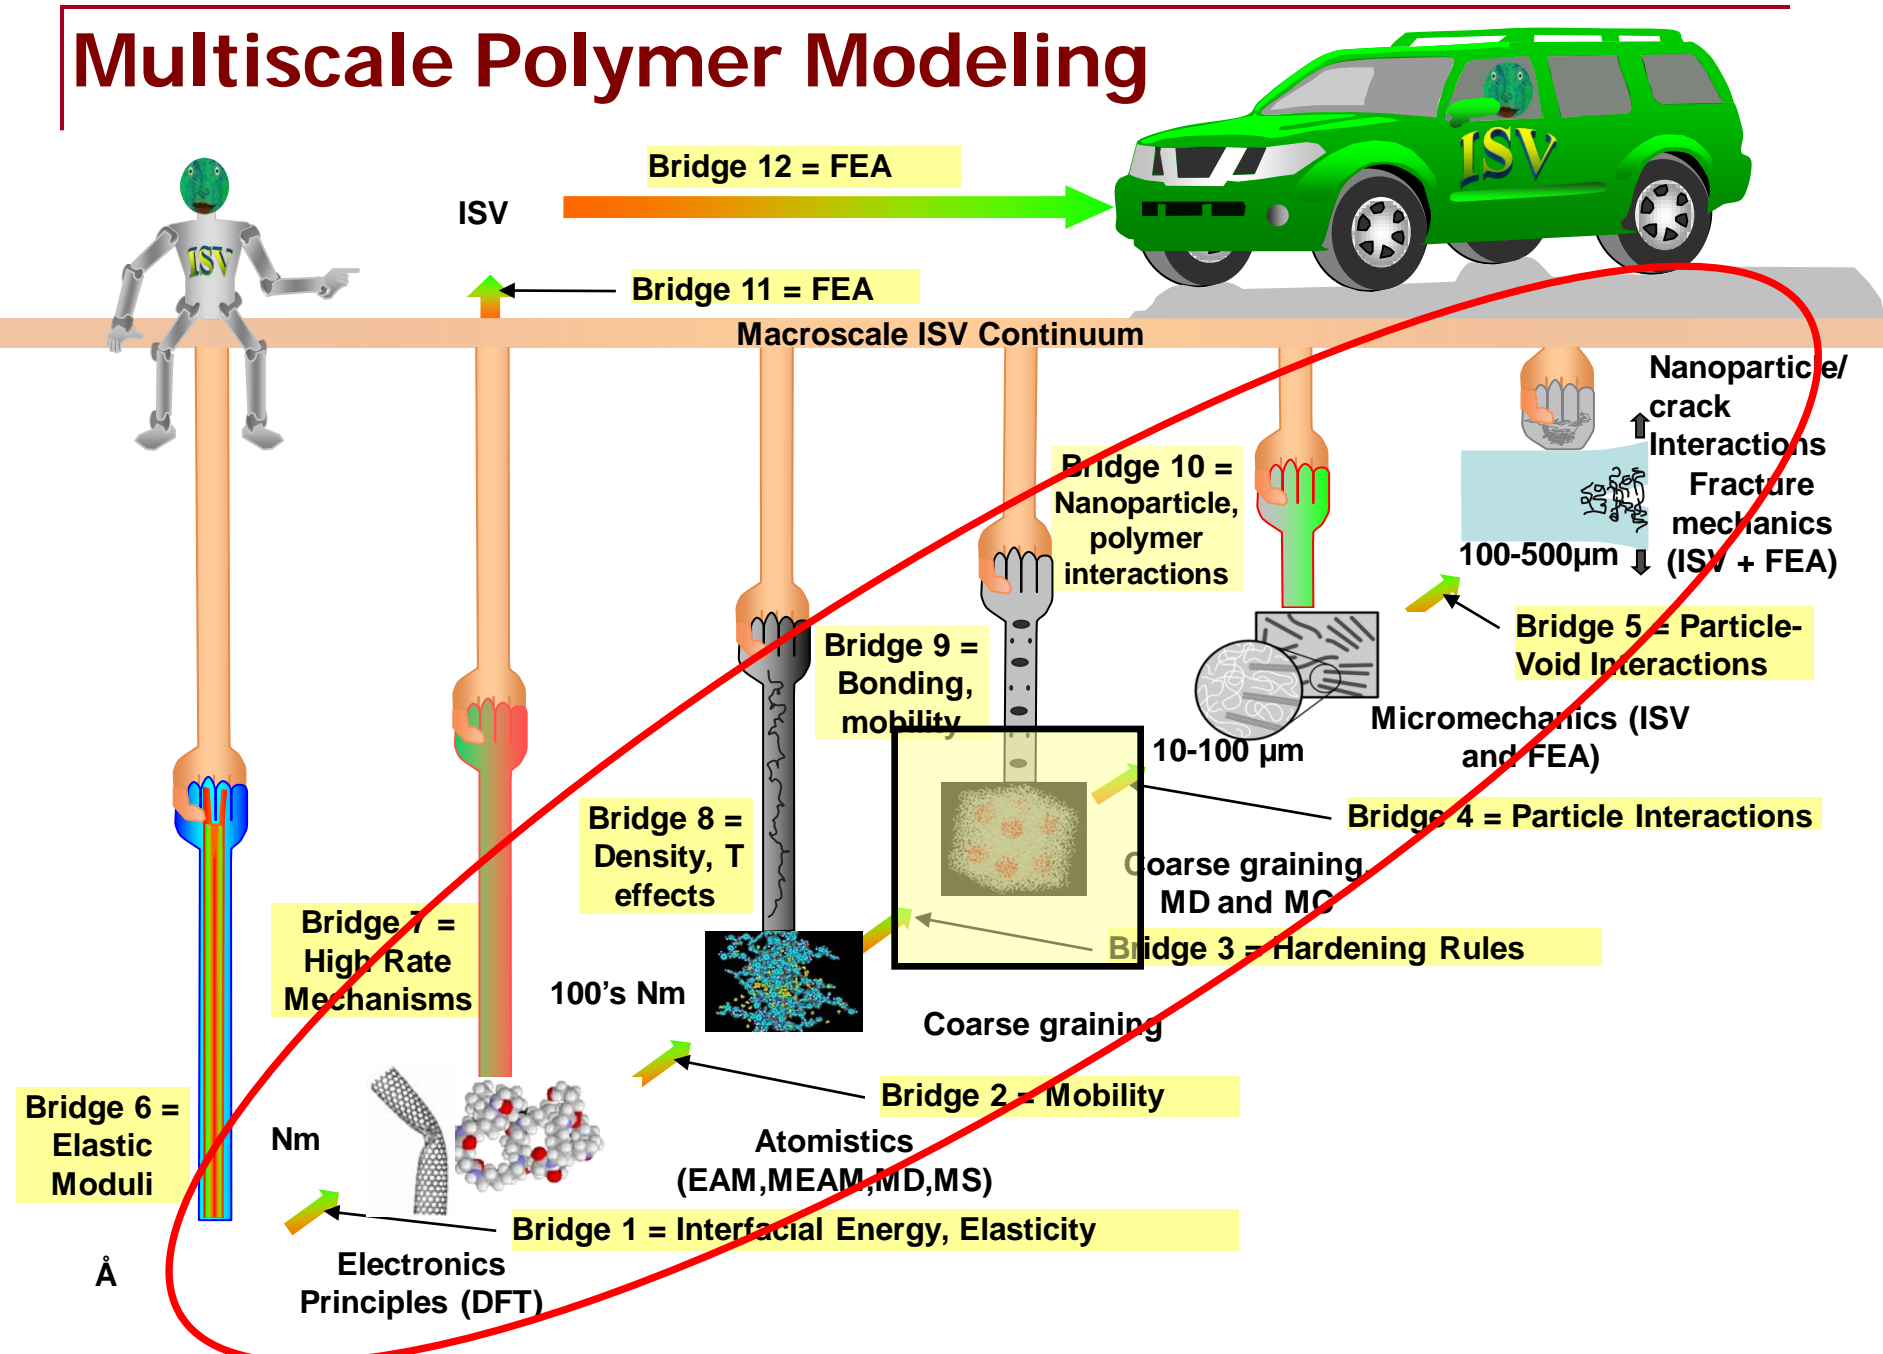 Multiscale Polymer Modeling
Bridge 12 = FEA
ISV
ISV
ISV
Bridge 11 = FEA
Macroscale ISV Continuum
Nanoparticle/
crack
Interactions
Fracture
mechanics
(ISV + FEA)
100-500µm
Bridge 10 =
Nanoparticle,
polymer
interactions
Bridge 5 = Particle-
Void Interactions
Bridge 9 =
Bonding,
mobility
Micromechanics (ISV
and FEA)
10-100 µm
Bridge 4 = Particle Interactions
Bridge 8 =
Density, T
effects
Coarse graining,
MD and MC
Bridge 3 = Hardening Rules
Bridge 7 =
High Rate
Mechanisms
100's Nm
Coarse graining
Bridge 2 = Mobility
Bridge 6 =
Elastic
Moduli
Nm
Atomistics
(EAM,MEAM,MD,MS)
Bridge 1 = Interfacial Energy, Elasticity
Å
Electronics
Principles (DFT)